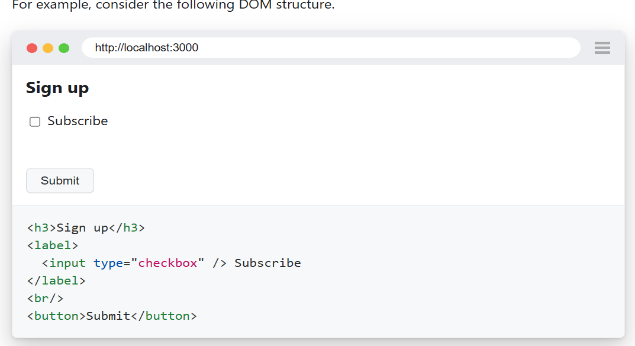 For example, consider the following DOM structure.
http://localhost:3000
Sign up
Subscribe
Submit
<h3>Sign up</h3>
<label>
  <input type="checkbox" /> Subscribe
</label>
<br/>
<button>Submit</button>